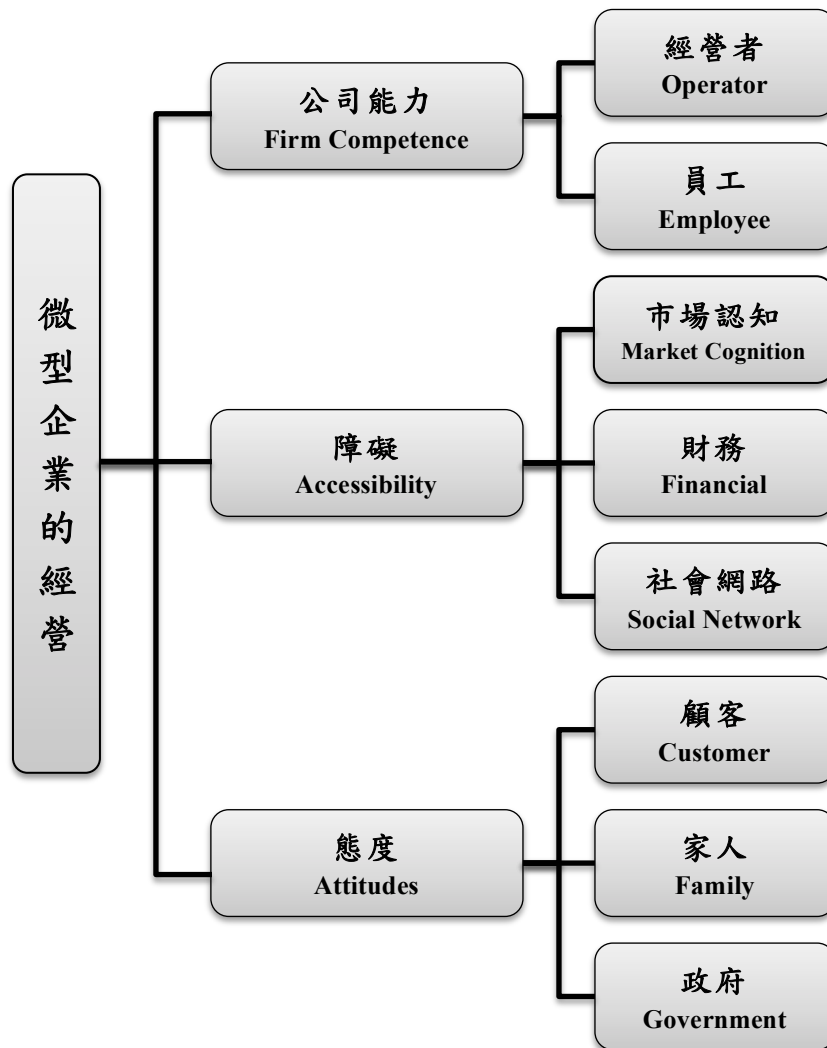 微型企業的經營
公司能力
Firm Competence
經營者
Operator
員工
Employee
障礙
Accessibility
市場認知
Market Cognition
財務
Financial
社會網路
Social Network
態度
Attitudes
顧客
Customer
家人
Family
政府
Government